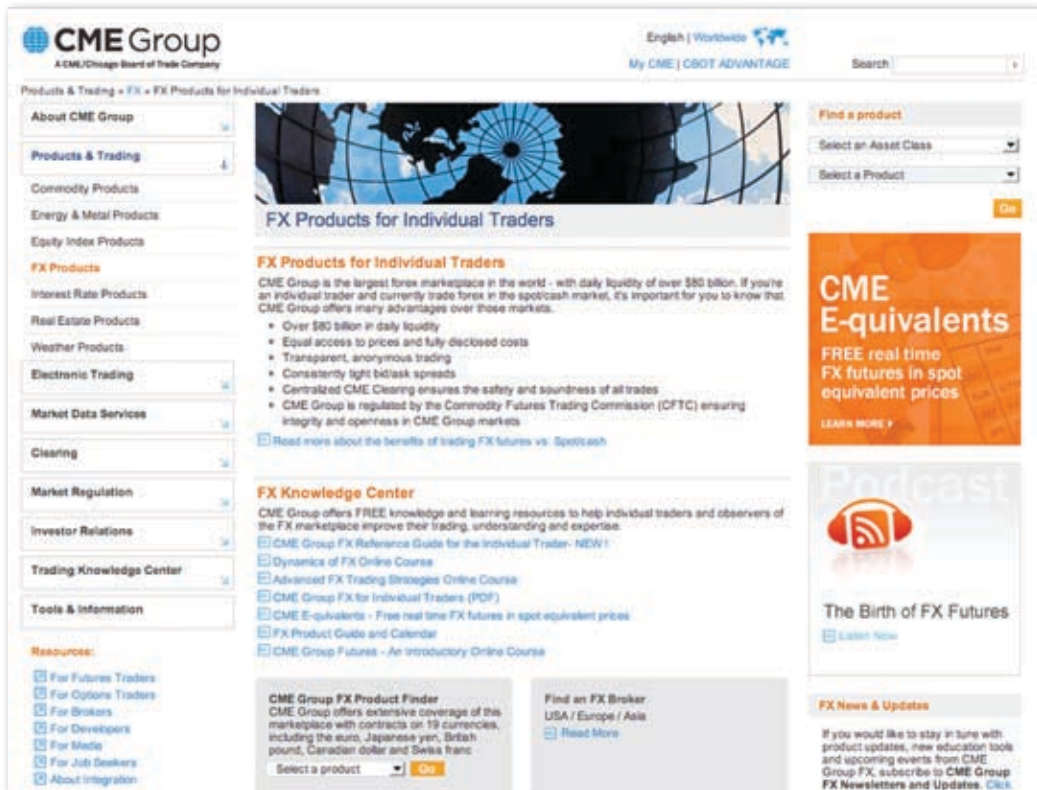 CME Group
A CME/Chicago Board of Trade Company
English | Worldwide
My CME | CBOT ADVANTAGE
Search
Products & Trading » FX » FX Products for Individual Traders
About CME Group
Products & Trading
Commodity Products
Energy & Metal Products
Equity Index Products
FX Products
Interest Rate Products
Real Estate Products
Weather Products
Electronic Trading
Market Data Services
Clearing
Market Regulation
Investor Relations
Trading Knowledge Center
Tools & Information
Resources:
For Futures Traders
For Options Traders
For Brokers
For Developers
For Media
For Job Seekers
About Integration
FX Products for Individual Traders
FX Products for Individual Traders
CME Group is the largest forex marketplace in the world - with daily liquidity of over $80 billion. If you're
an individual trader and currently trade forex in the spot/cash market, it's important for you to know that
CME Group offers many advantages over those markets.
Over $80 billion in daily liquidity
Equal access to prices and fully disclosed costs
Transparent, anonymous trading
Consistently tight bid/ask spreads
Centralized CME Clearing ensures the safety and soundness of all trades
CME Group is regulated by the Commodity Futures Trading Commission (CFTC) ensuring
integrity and openness in CME Group markets
Read more about the benefits of trading FX futures vs. Spot/cash
FX Knowledge Center
CME Group offers FREE knowledge and learning resources to help individual traders and observers of
the FX marketplace improve their trading, understanding and expertise.
CME Group FX Reference Guide for the Individual Trader- NEW!
Dynamics of FX Online Course
Advanced FX Trading Strategies Online Course
CME Group FX for Individual Traders (PDF)
CME E-quivalents - Free real time FX futures in spot equivalent prices
FX Product Guide and Calendar
CME Group Futures - An Introductory Online Course
CME Group FX Product Finder
CME Group offers extensive coverage of this
marketplace with contracts on 19 currencies,
including the euro, Japanese yen, British
pound, Canadian dollar and Swiss franc
Select a product
Go
Find an FX Broker
USA / Europe / Asia
Read More
Find a product
Select an Asset Class
Select a Product
Go
CME
E-quivalents
FREE real time
FX futures in spot
equivalent prices
LEARN MORE
Podcast
The Birth of FX Futures
Listen Now
FX News & Updates
If you would like to stay in tune with
product updates, new education tools
and upcoming events from CME
Group FX, subscribe to CME Group
FX Newsletters and Updates. Click